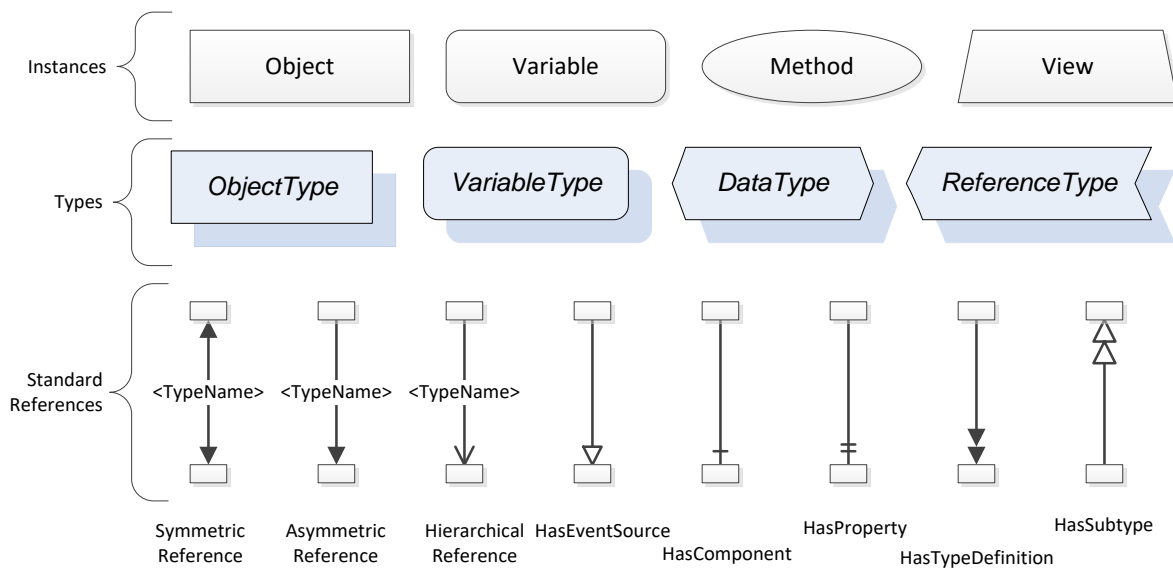 Instances
Object
Variable
Method
View
Types
ObjectType
VariableType
DataType
ReferenceType
Standard
References
<TypeName>
<TypeName>
<TypeName>
Symmetric
Reference
Asymmetric
Reference
Hierarchical
Reference
HasEventSource
HasComponent
HasProperty
HasTypeDefinition
HasSubtype